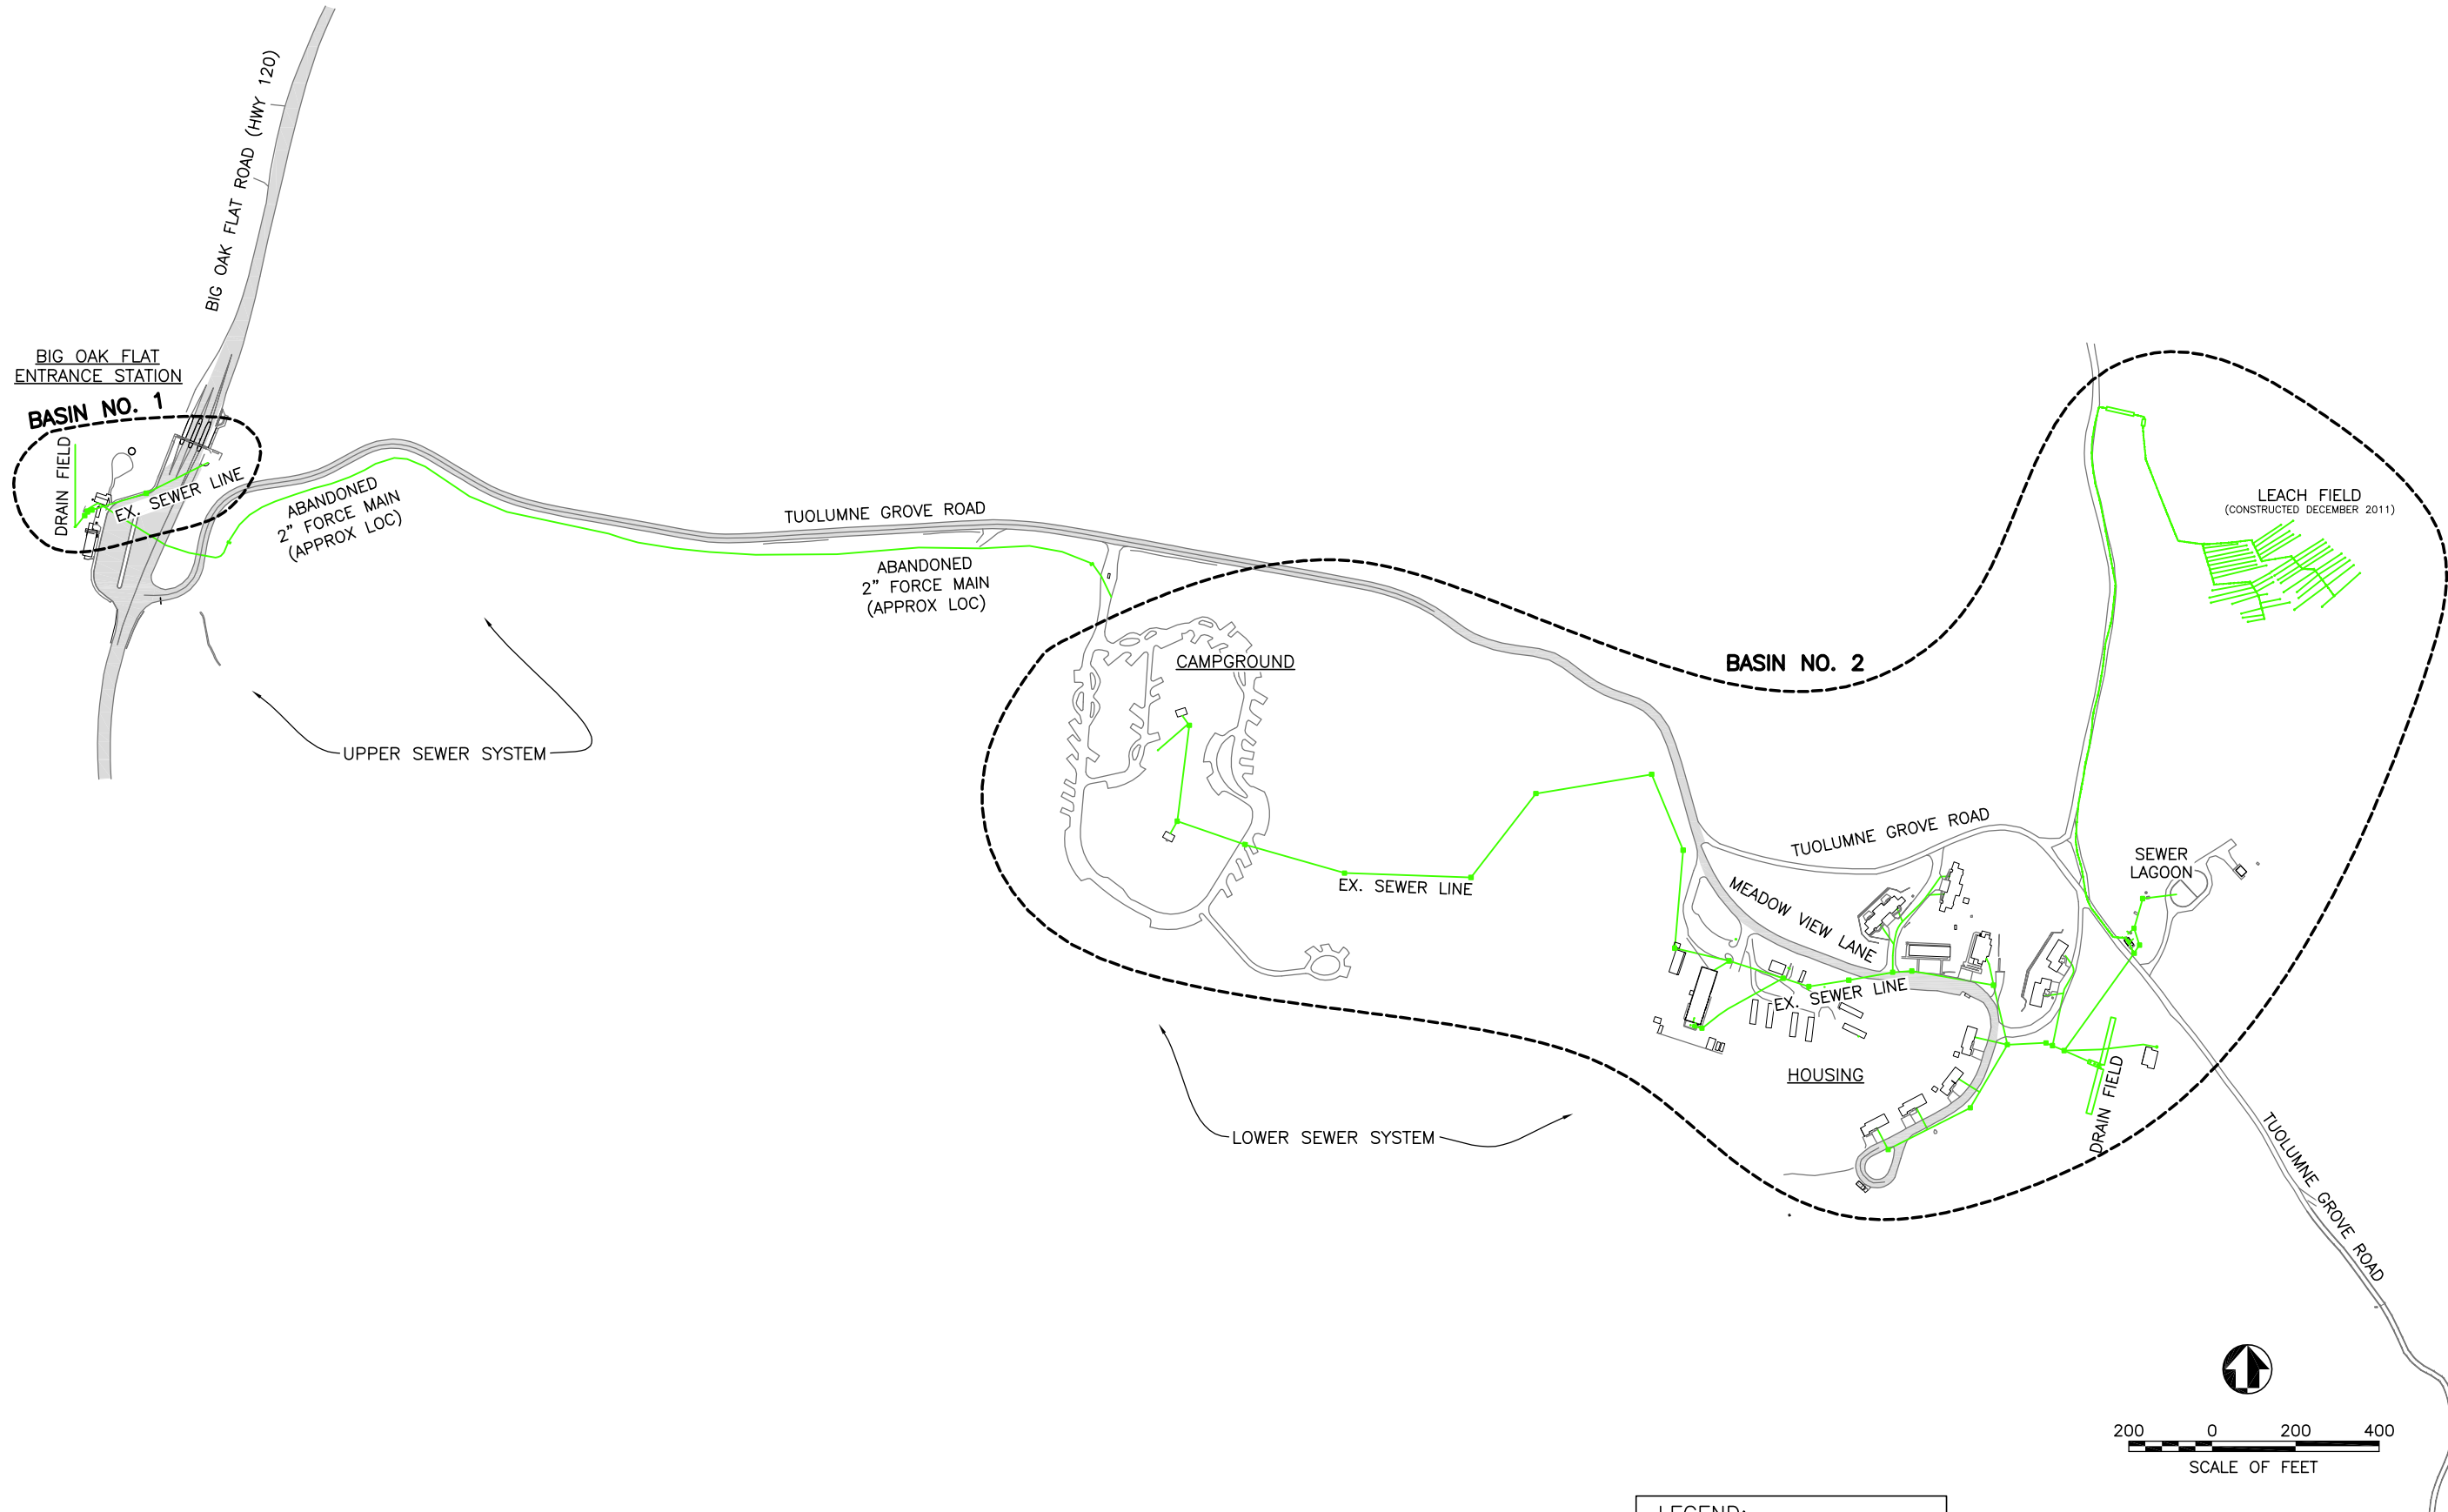 BIG OAK FLAT ROAD (HWY 120)
BIG OAK FLAT
ENTRANCE STATION
BASIN NO. 1
DRAIN FIELD
EX. SEWER LINE
ABANDONED
2" FORCE MAIN
(APPROX LOC)
TUOLUMNE GROVE ROAD
ABANDONED
2" FORCE MAIN
(APPROX LOC)
LEACH FIELD
(CONSTRUCTED DECEMBER 2011)
CAMPGROUND
BASIN NO. 2
UPPER SEWER SYSTEM
TUOLUMNE GROVE ROAD
SEWER
LAGOON
EX. SEWER LINE
MEADOW VIEW LANE
EX. SEWER LINE
HOUSING
DRAIN FIELD
LOWER SEWER SYSTEM
TUOLUMNE GROVE ROAD
200 0 200 400
SCALE OF FEET
LEGEND: